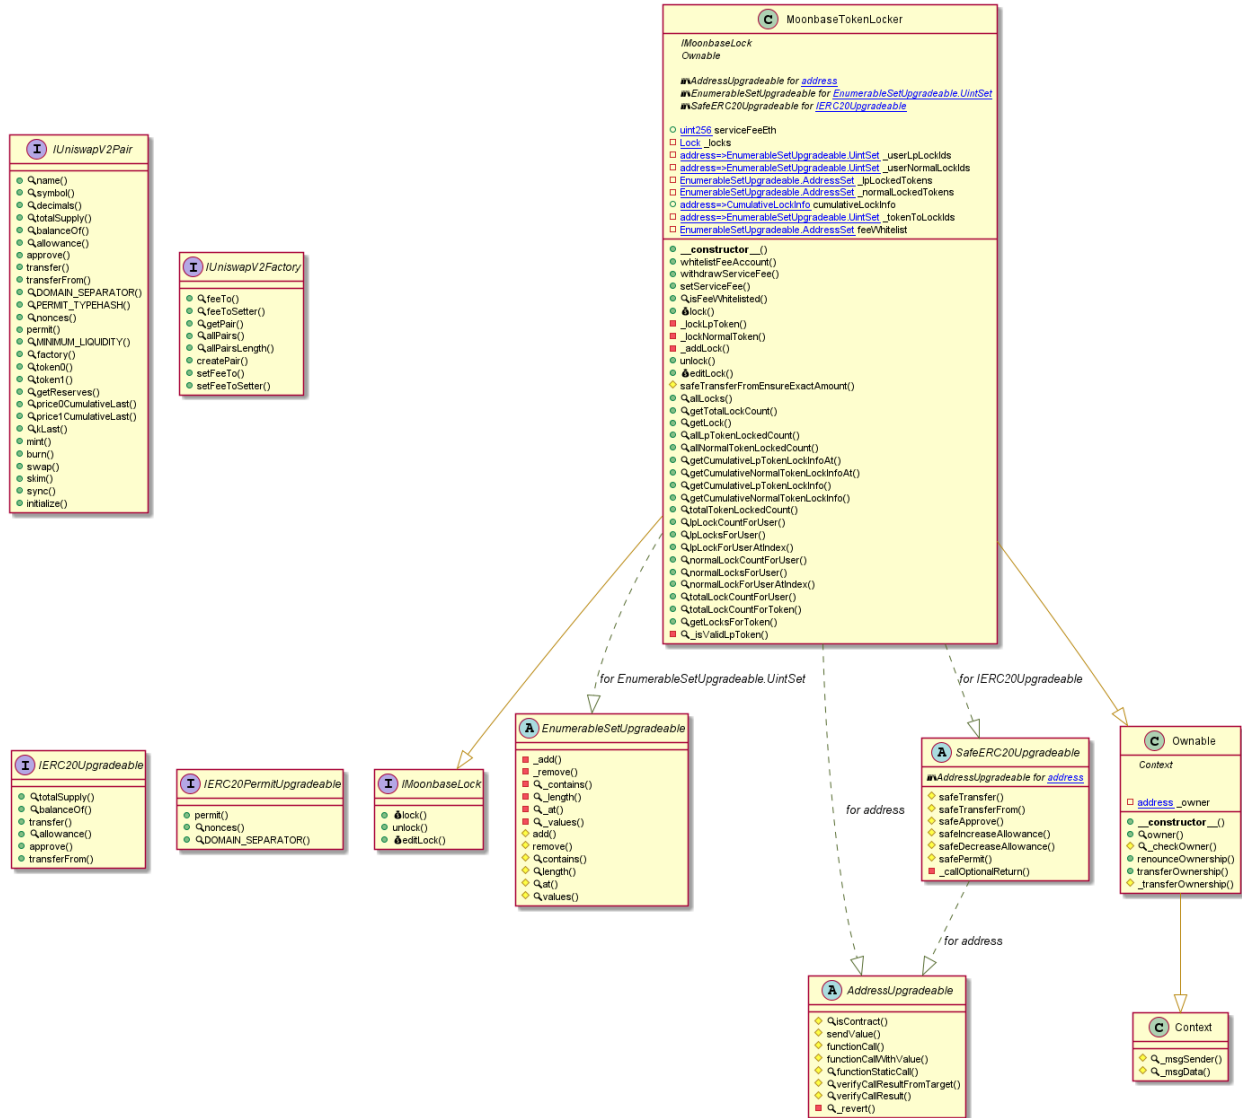 C MoonbaseTokenLocker
IMoonbaseLock
Ownable
AddressUpgradeable for address
EnumerableSetUpgradeable for EnumerableSetUpgradeable.UintSet
SafeERC20Upgradeable for IERC20Upgradeable
uint256 serviceFeeEth
Lock _locks
address=>EnumerableSetUpgradeable.UintSet _userLpLockIds
address=>EnumerableSetUpgradeable.UintSet _userNormalLockIds
EnumerableSetUpgradeable.AddressSet _lpLockedTokens
EnumerableSetUpgradeable.AddressSet _normalLockedTokens
address=>CumulativeLockInfo cumulativeLockInfo
address=>EnumerableSetUpgradeable.UintSet _tokenToLockIds
EnumerableSetUpgradeable.AddressSet feeWhitelist
__constructor__()
whitelistFeeAccount()
withdrawServiceFee()
setServiceFee()
isFeeWhitelisted()
lock()
_lockLpToken()
_lockNormalToken()
_addLock()
unlock()
editLock()
safeTransferFromEnsureExactAmount()
allLocks()
getTotalLockCount()
getLock()
allLpTokenLockedCount()
allNormalTokenLockedCount()
getCumulativeLpTokenLockInfoAt()
getCumulativeNormalTokenLockInfoAt()
getCumulativeLpTokenLockInfo()
getCumulativeNormalTokenLockInfo()
totalTokenLockedCount()
lpLockCountForUser()
lpLocksForUser()
lpLockForUserAtIndex()
normalLockCountForUser()
normalLocksForUser()
normalLockForUserAtIndex()
totalLockCountForUser()
totalLockCountForToken()
getLocksForToken()
_isValidLpToken()
I IUniswapV2Pair
name()
symbol()
decimals()
totalSupply()
balanceOf()
allowance()
approve()
transfer()
transferFrom()
DOMAIN_SEPARATOR()
PERMIT_TYPEHASH()
nonces()
permit()
MINIMUM_LIQUIDITY()
factory()
token0()
token1()
getReserves()
price0CumulativeLast()
price1CumulativeLast()
kLast()
mint()
burn()
swap()
skim()
sync()
initialize()
I IUniswapV2Factory
feeTo()
feeToSetter()
getPair()
allPairs()
allPairsLength()
createPair()
setFeeTo()
setFeeToSetter()
for EnumerableSetUpgradeable.UintSet
for IERC20Upgradeable
for address
I IERC20Upgradeable
totalSupply()
balanceOf()
transfer()
allowance()
approve()
transferFrom()
I IERC20PermitUpgradeable
permit()
nonces()
DOMAIN_SEPARATOR()
I IMoonbaseLock
lock()
unlock()
editLock()
A EnumerableSetUpgradeable
_add()
_remove()
_contains()
_length()
_at()
_values()
add()
remove()
contains()
length()
at()
values()
A SafeERC20Upgradeable
AddressUpgradeable for address
safeTransfer()
safeTransferFrom()
safeApprove()
safeIncreaseAllowance()
safeDecreaseAllowance()
safePermit()
_callOptionalReturn()
C Ownable
Context
address _owner
__constructor__()
owner()
_checkOwner()
renounceOwnership()
transferOwnership()
_transferOwnership()
for address
A AddressUpgradeable
isContract()
sendValue()
functionCall()
functionCallWithValue()
functionStaticCall()
verifyCallResultFromTarget()
verifyCallResult()
_revert()
C Context
_msgSender()
_msgData()